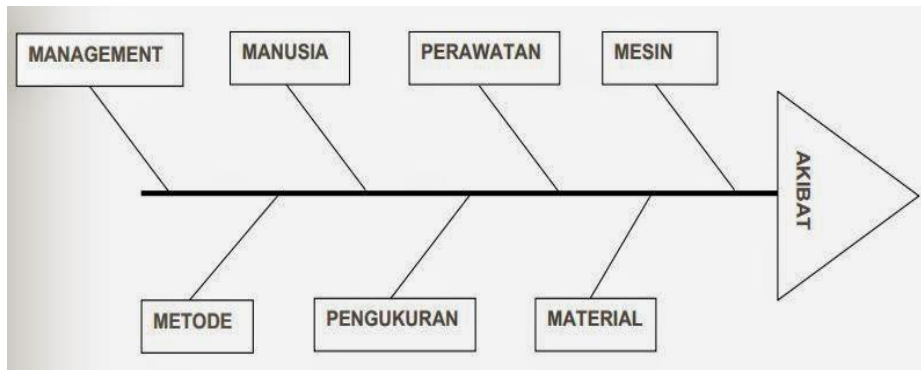 MANAGEMENT
MANUSIA
PERAWATAN
MESIN
AKIBAT
METODE
PENGUKURAN
MATERIAL